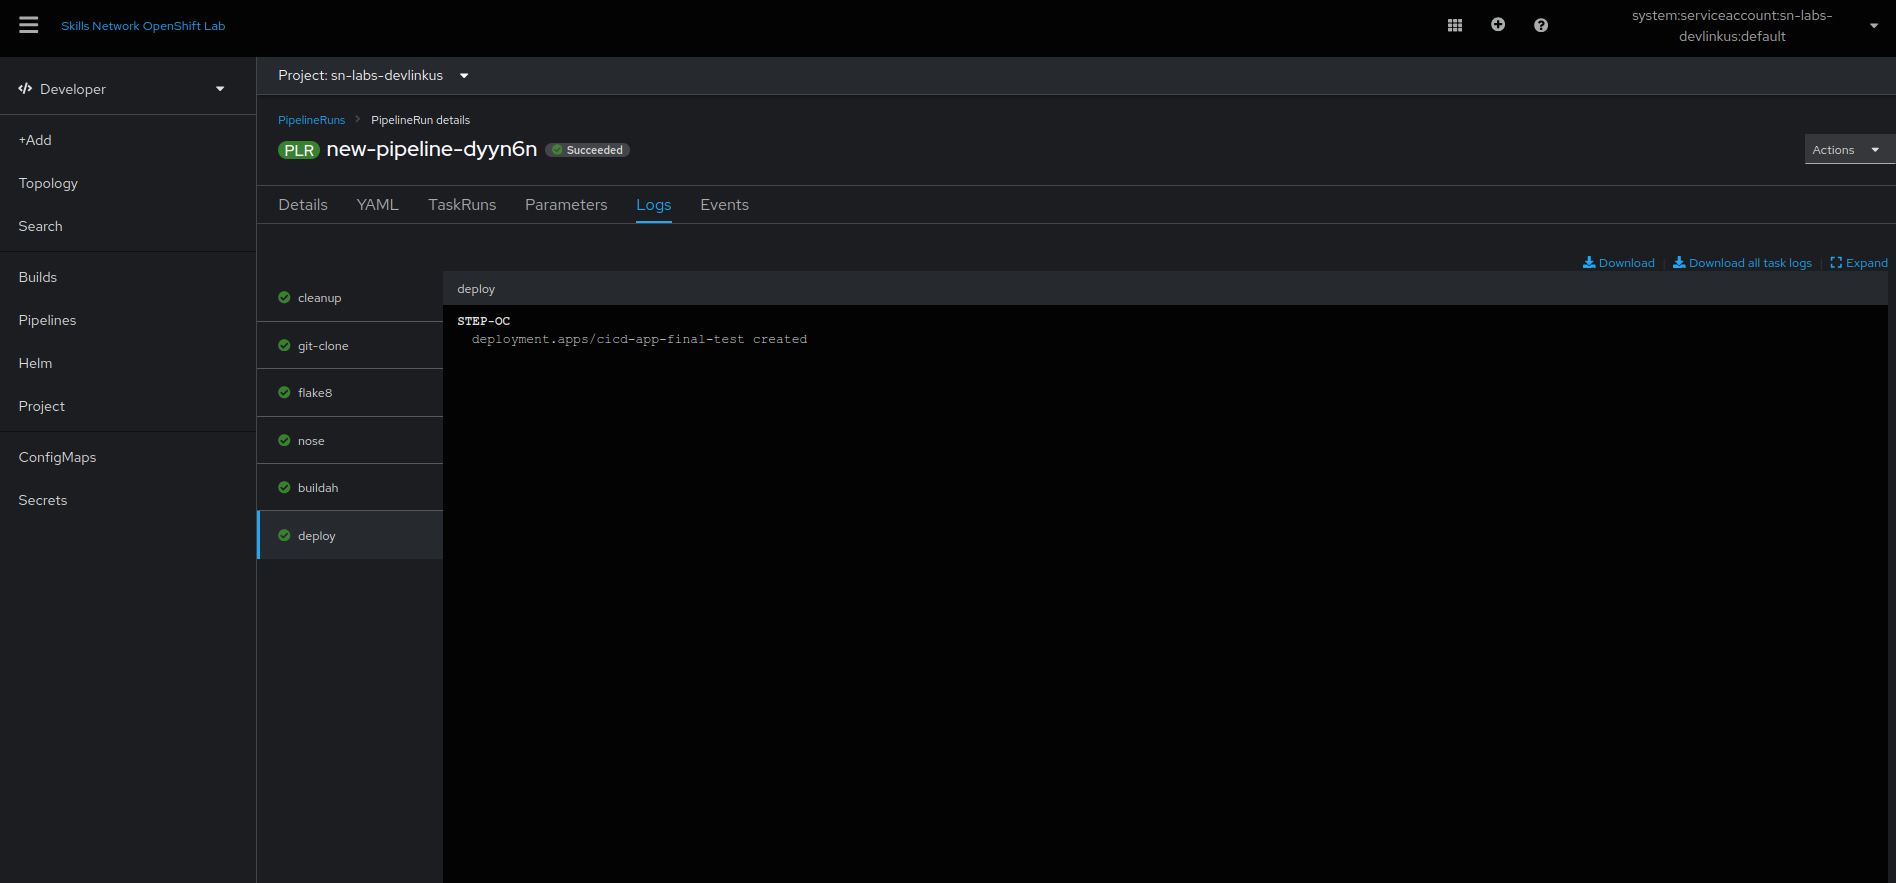 Skills Network OpenShift Lab
system:serviceaccount:sn-labs-
devlinkus:default
Developer
+Add
Topology
Search
Builds
Pipelines
Helm
Project
ConfigMaps
Secrets
Project: sn-labs-devlinkus
PipelineRuns
PipelineRun details
PLR new-pipeline-dyyn6n Succeeded
Actions
Details YAML TaskRuns Parameters Logs Events
Download Download all task logs Expand
cleanup
git-clone
flake8
nose
buildah
deploy
deploy
STEP-OC
deployment.apps/cicd-app-final-test created